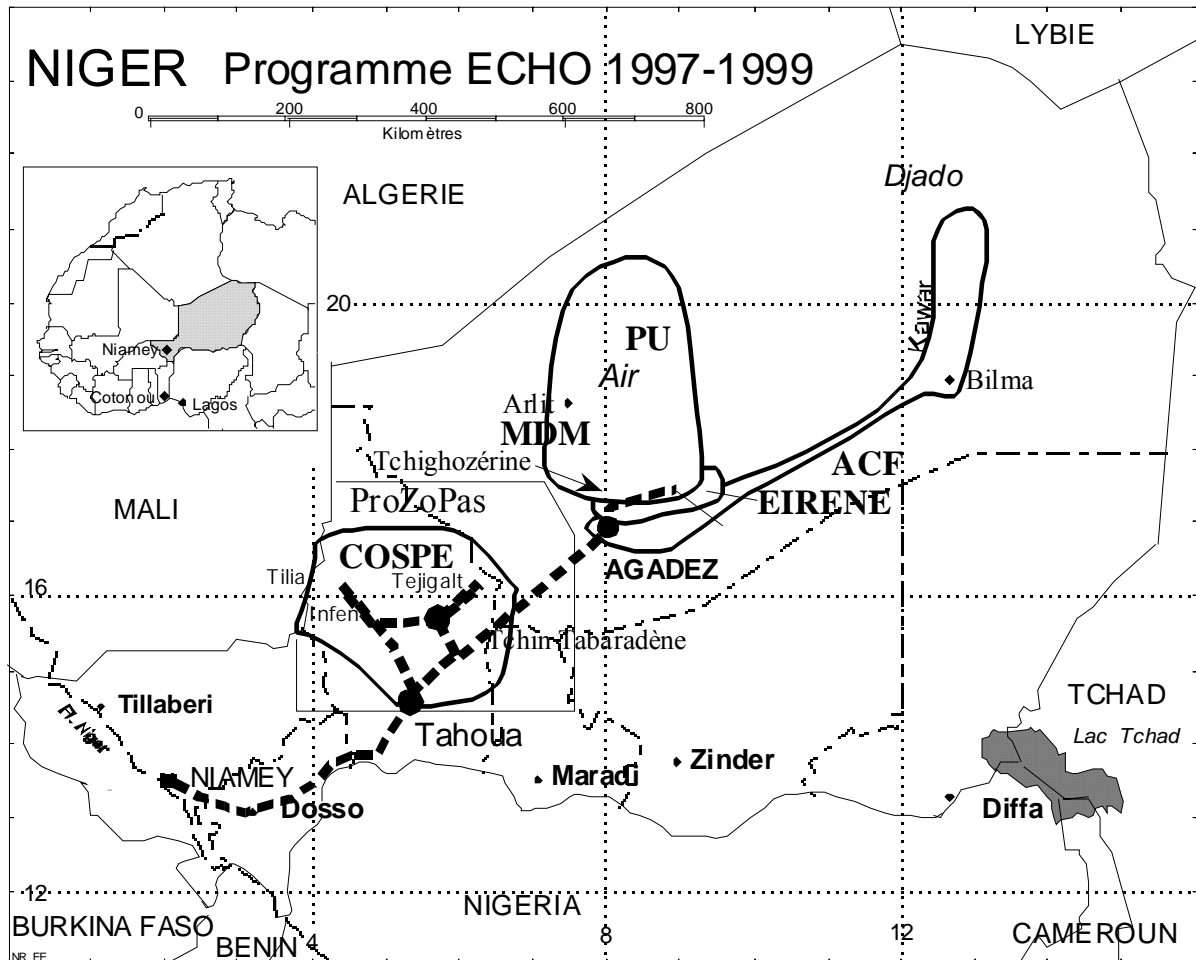 NIGER Programme ECHO 1997-1999
LYBIE
0 200 400 600 800
Kilomètres
Djado
ALGERIE
20
Kawar
PU
Air
Niamey
Bilma
Cotonou
Lagos
Arlit
MDM
Tchighozérine
ACF
ProZoPas
EIRENE
MALI
COSPE
AGADEZ
Tilia
Tejigalt
16
Infen
Tchin Tabaradène
TCHAD
Tillaberi
Fl. Niger
Tahoua
Lac Tchad
Zinder
NIAMEY
Maradi
Dosso
Diffa
12
NIGERIA
BURKINA FASO
BENIN
4
8
12
CAMEROUN